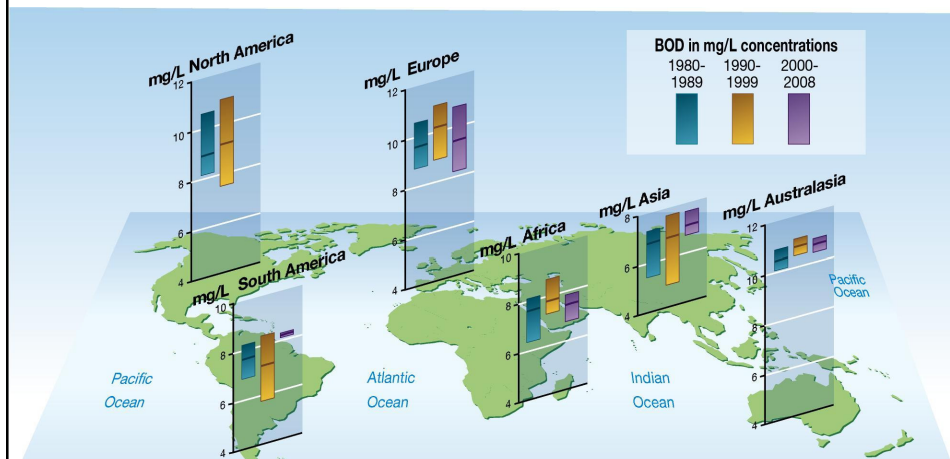 BOD in mg/L concentrations
1980-1989
1990-1999
2000-2008
mg/L North America
12
10
8
6
4
mg/L Europe
12
10
8
6
4
mg/L Asia
8
6
4
mg/L Australasia
12
10
8
6
4
mg/L Africa
10
8
6
4
mg/L South America
10
8
6
4
Pacific
Ocean
Atlantic
Ocean
Indian
Ocean
Pacific
Ocean